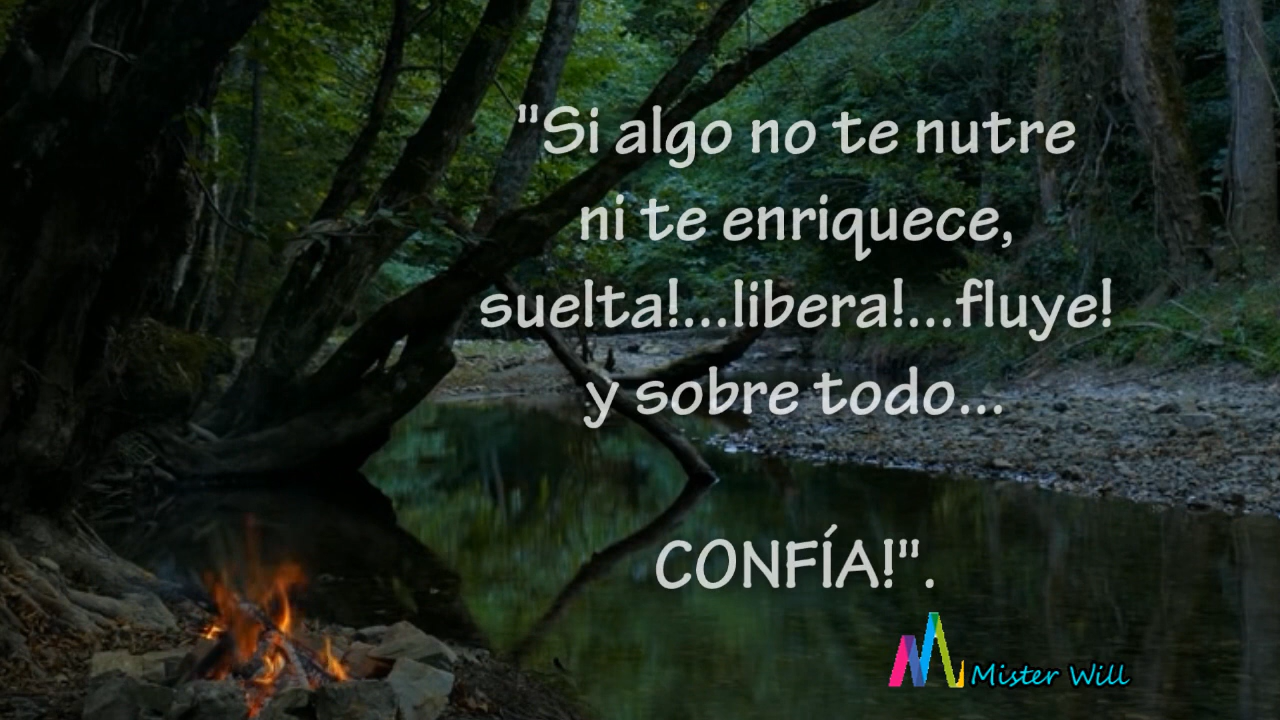 "Si algo no te nutre
ni te enriquece,
suelta!...libera!...fluye!
y sobre todo...
CONFÍA!".
Mister Will